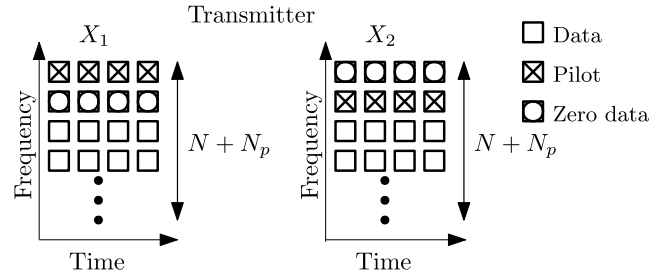 Transmitter
X₁
X₂
Data
Pilot
Zero data
Frequency
N + Nₚ
Frequency
N + Nₚ
Time
Time